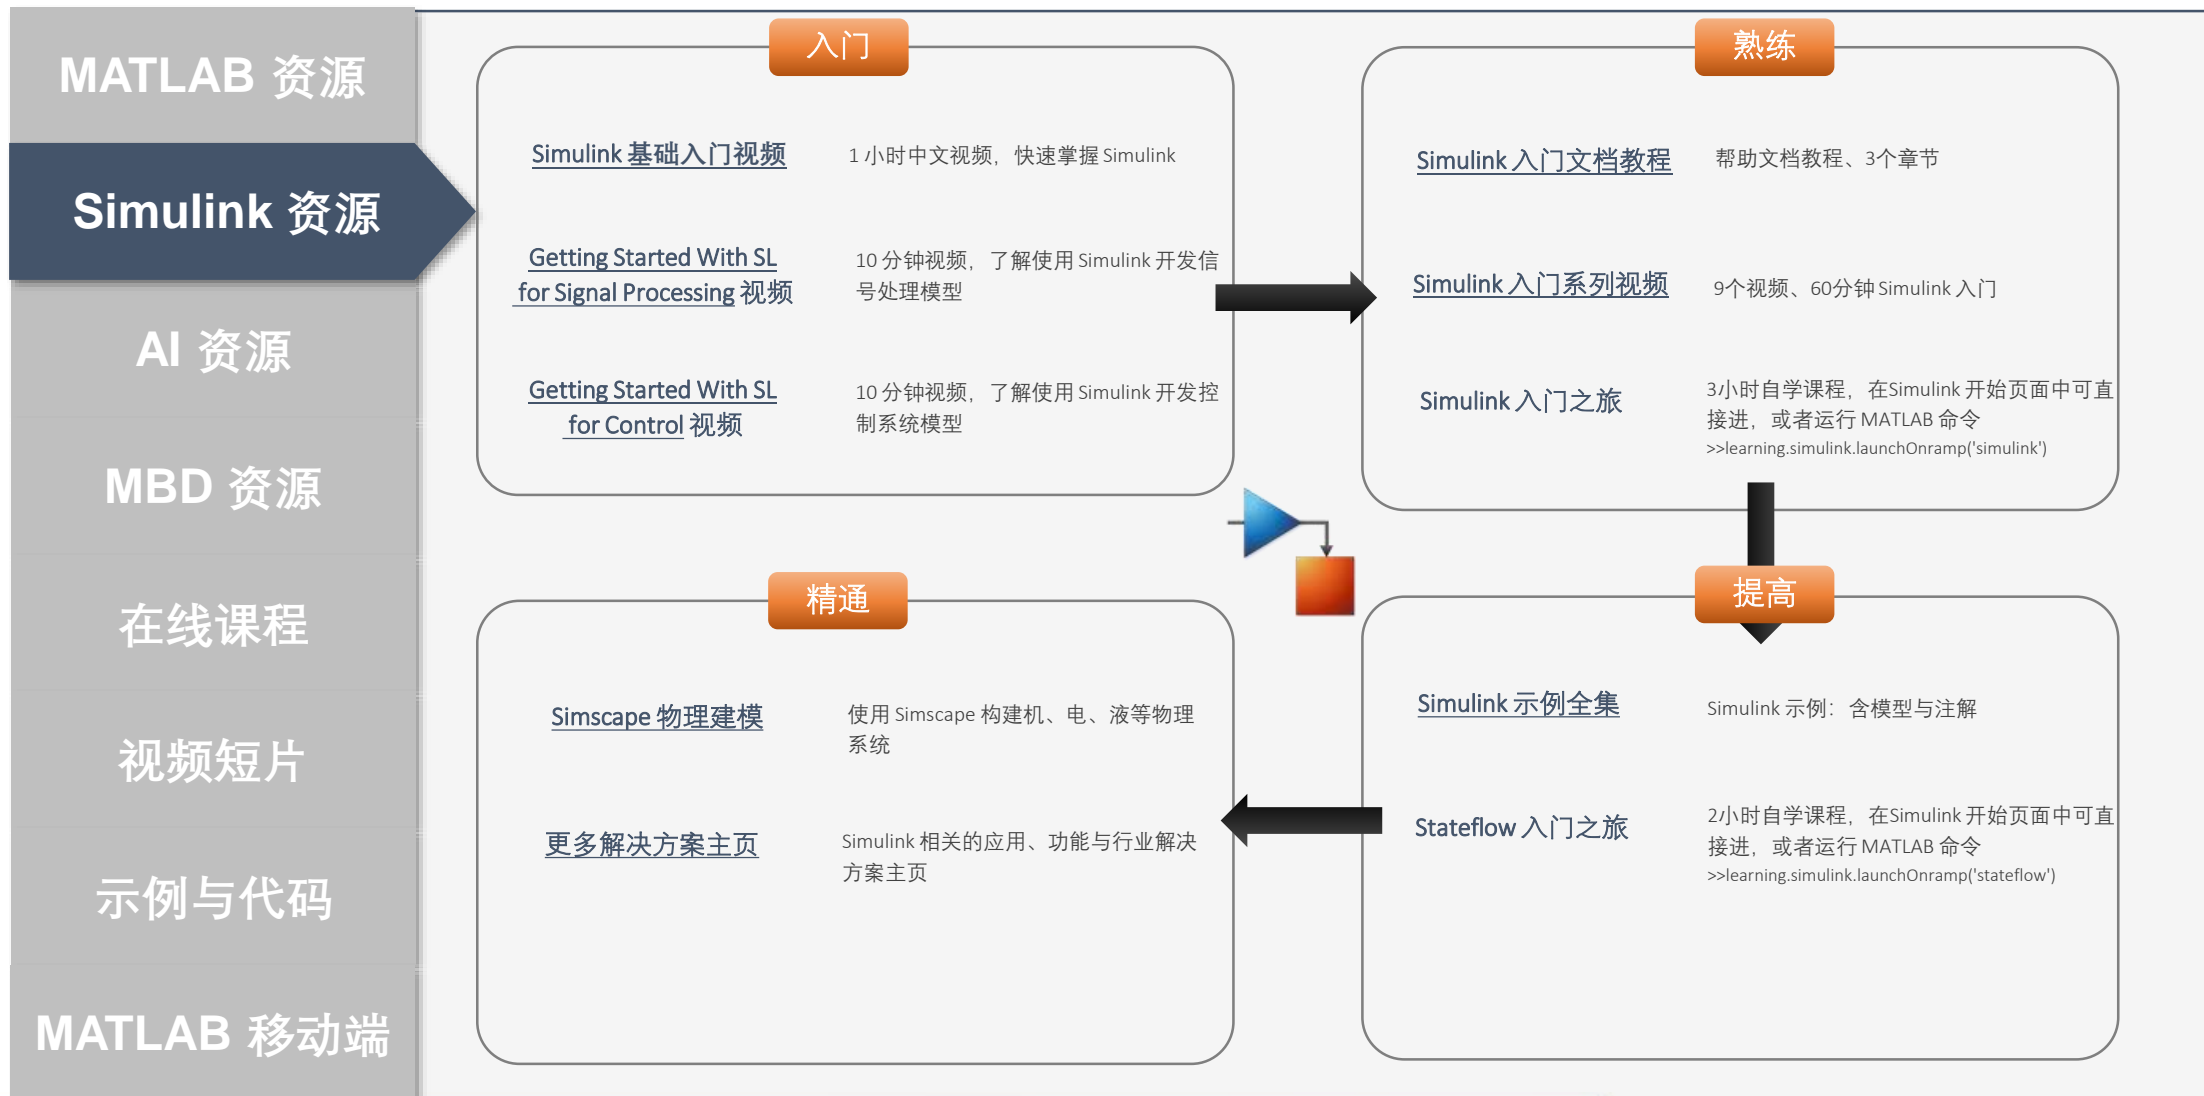 MATLAB 资源
Simulink 资源
AI 资源
MBD 资源
在线课程
视频短片
示例与代码
MATLAB 移动端
入门
Simulink 基础入门视频
1 小时中文视频，快速掌握 Simulink
Getting Started With SL
for Signal Processing 视频
10 分钟视频，了解使用 Simulink 开发信
号处理模型
Getting Started With SL
for Control 视频
10 分钟视频，了解使用 Simulink 开发控
制系统模型
熟练
Simulink 入门文档教程
帮助文档教程、3个章节
Simulink 入门系列视频
9个视频、60分钟 Simulink 入门
Simulink 入门之旅
3小时自学课程，在Simulink 开始页面中可直
接进，或者运行 MATLAB 命令
>>learning.simulink.launchOnramp('simulink')
提高
Simulink 示例全集
Simulink 示例：含模型与注解
Stateflow 入门之旅
2小时自学课程，在Simulink 开始页面中可直
接进，或者运行 MATLAB 命令
>>learning.simulink.launchOnramp('stateflow')
精通
Simscape 物理建模
使用 Simscape 构建机、电、液等物理
系统
更多解决方案主页
Simulink 相关的应用、功能与行业解决
方案主页